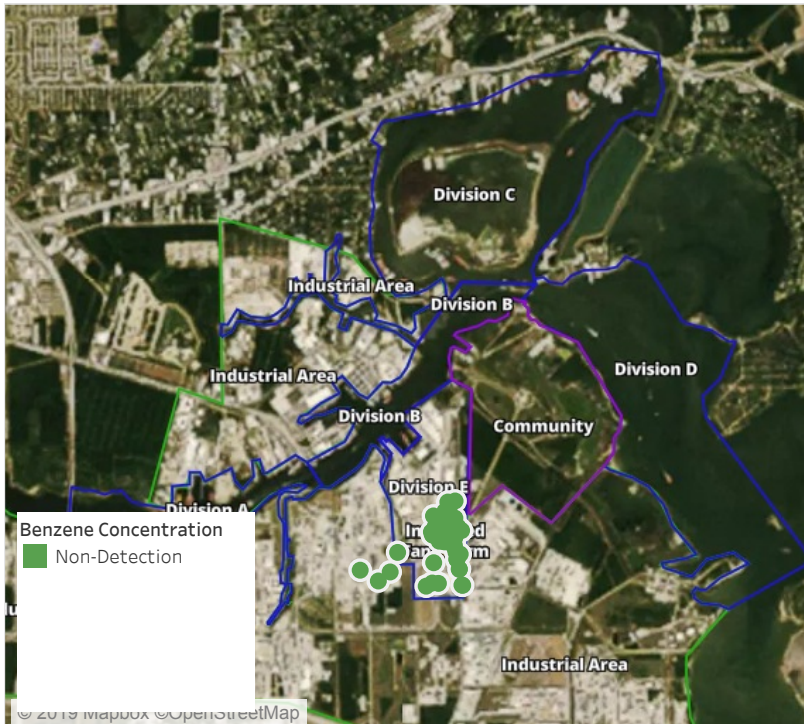 Division C
Industrial Area
Division B
Industrial Area
Division D
Division B
Community
Division E
Division A
Benzene Concentration
Non-Detection
Industrial Area
© 2019 Mapbox ©OpenStreetMap